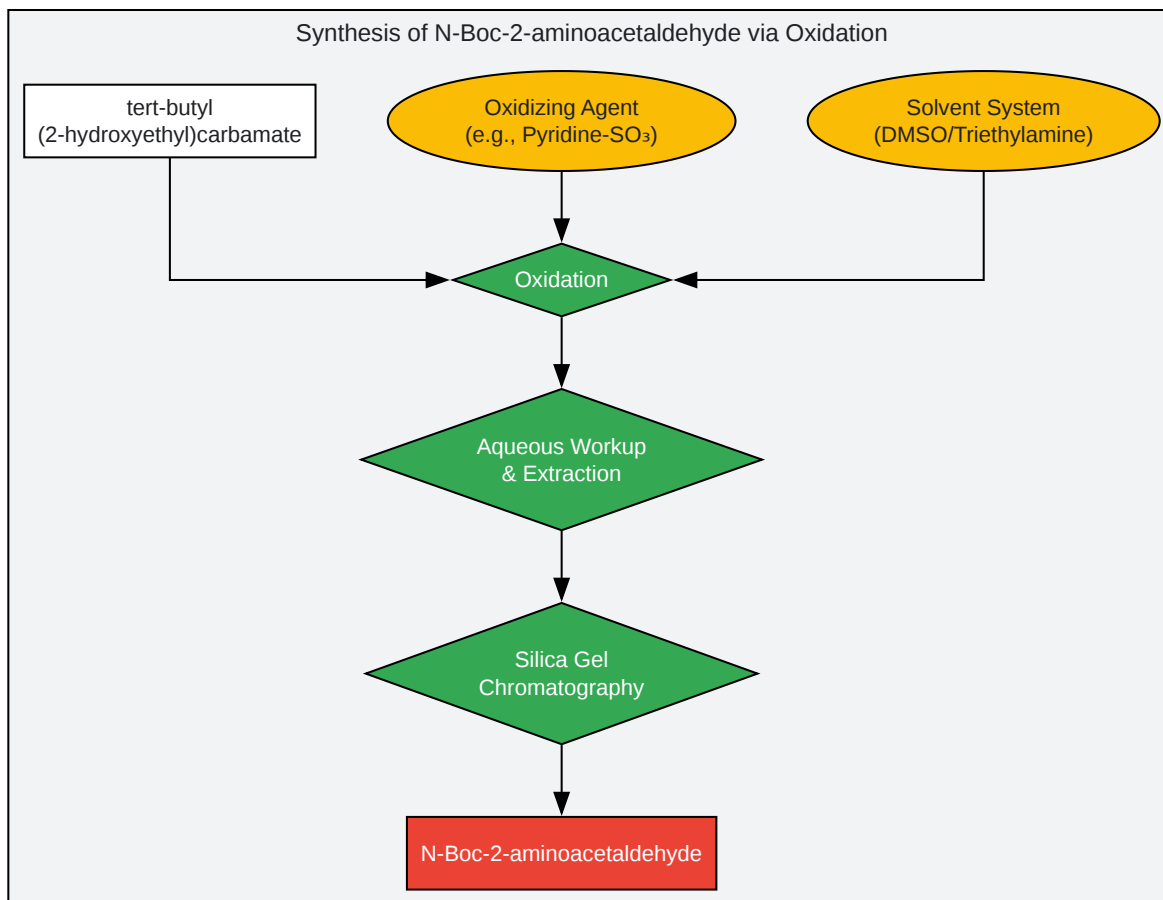 Synthesis of N-Boc-2-aminoacetaldehyde via Oxidation
tert-butyl
(2-hydroxyethyl)carbamate
Oxidizing Agent
(e.g., Pyridine-SO₃)
Solvent System
(DMSO/Triethylamine)
Oxidation
Aqueous Workup
& Extraction
Silica Gel
Chromatography
N-Boc-2-aminoacetaldehyde